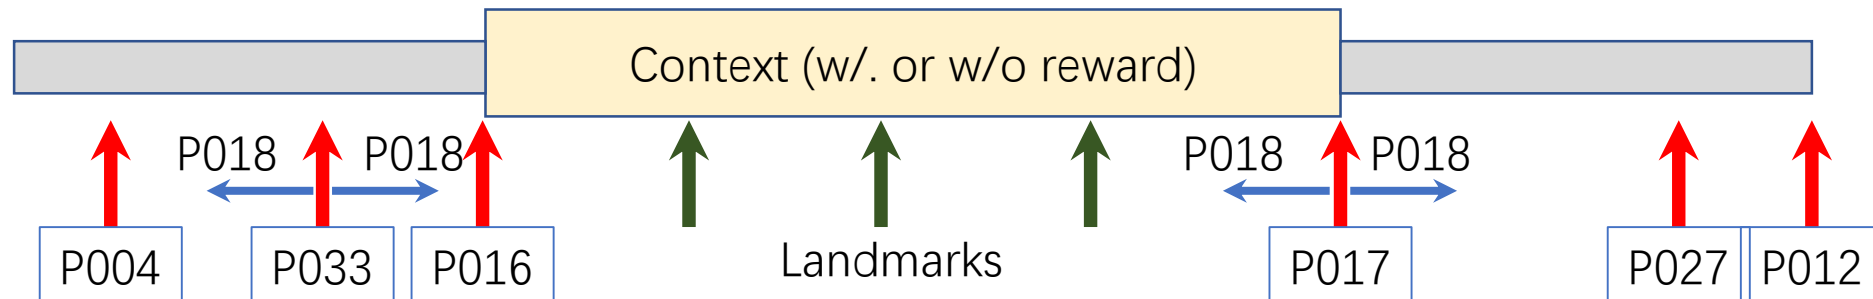 Context (w/. or w/o reward)
P018 P018 P018 P018
P004 P033 P016 Landmarks P017 P027 P012